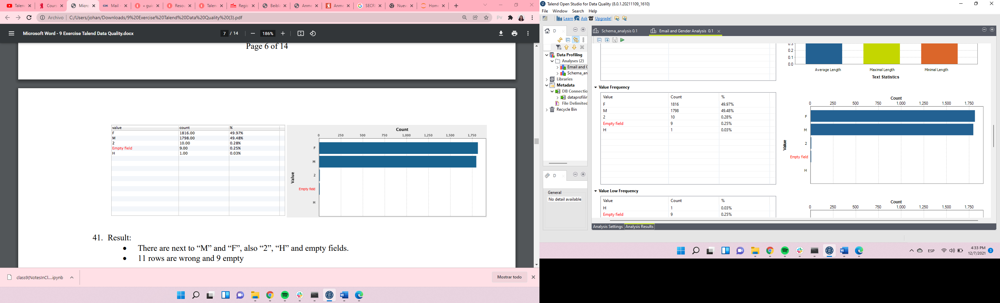 Talend
Cours
Micro
Mail -
« guic
Resou
Talend
Regis
Beibla
Anme
Anme
SECRE
Nueva
Home
Archivo | C:/Users/johan/Downloads/9%20Exercise%20Talend%20Data%20Quality%20(3).pdf
Microsoft Word - 9 Exercise Talend Data Quality.docx
7 / 14
186%
Page 6 of 14
value count %
F 1816.00 49.97%
M 1798.00 49.48%
2 10.00 0.28%
Empty field 9.00 0.25%
H 1.00 0.03%
Count
0 250 500 750 1,000 1,250 1,500 1,750
Value
F
M
2
Empty field
H
41. Result:
• There are next to “M” and “F”, also “2”, “H” and empty fields.
• 11 rows are wrong and 9 empty
class9(NotesInCl....ipynb
Mostrar todo
Talend Open Studio for Data Quality (8.0.1.20211109_1610)
File Window Search Help
Learn Ask Upgrade!
D
Data Profiling
Analyses (2)
Email and G
Schema_an
Libraries
Metadata
DB Connectio
dataprofilin
File Delimited
Recycle Bin
D
General
No detail available
Schema_analysis 0.1
Email and Gender Analysis 0.1
0.3
0.2
0.1
0.0
Average Length Maximal Length Minimal Length
Text Statistics
Value Frequency
Value Count %
F 1816 49.97%
M 1798 49.48%
2 10 0.28%
Empty field 9 0.25%
H 1 0.03%
Count
0 250 500 750 1,000 1,250 1,500 1,750
Value
F
M
2
Empty field
H
Value Low Frequency
Value Count %
H 1 0.03%
Empty field 9 0.25%
Count
0 250 500 750 1,000 1,250 1,500 1,750
Analysis Settings Analysis Results
ESP
4:33 PM
12/7/2021
3